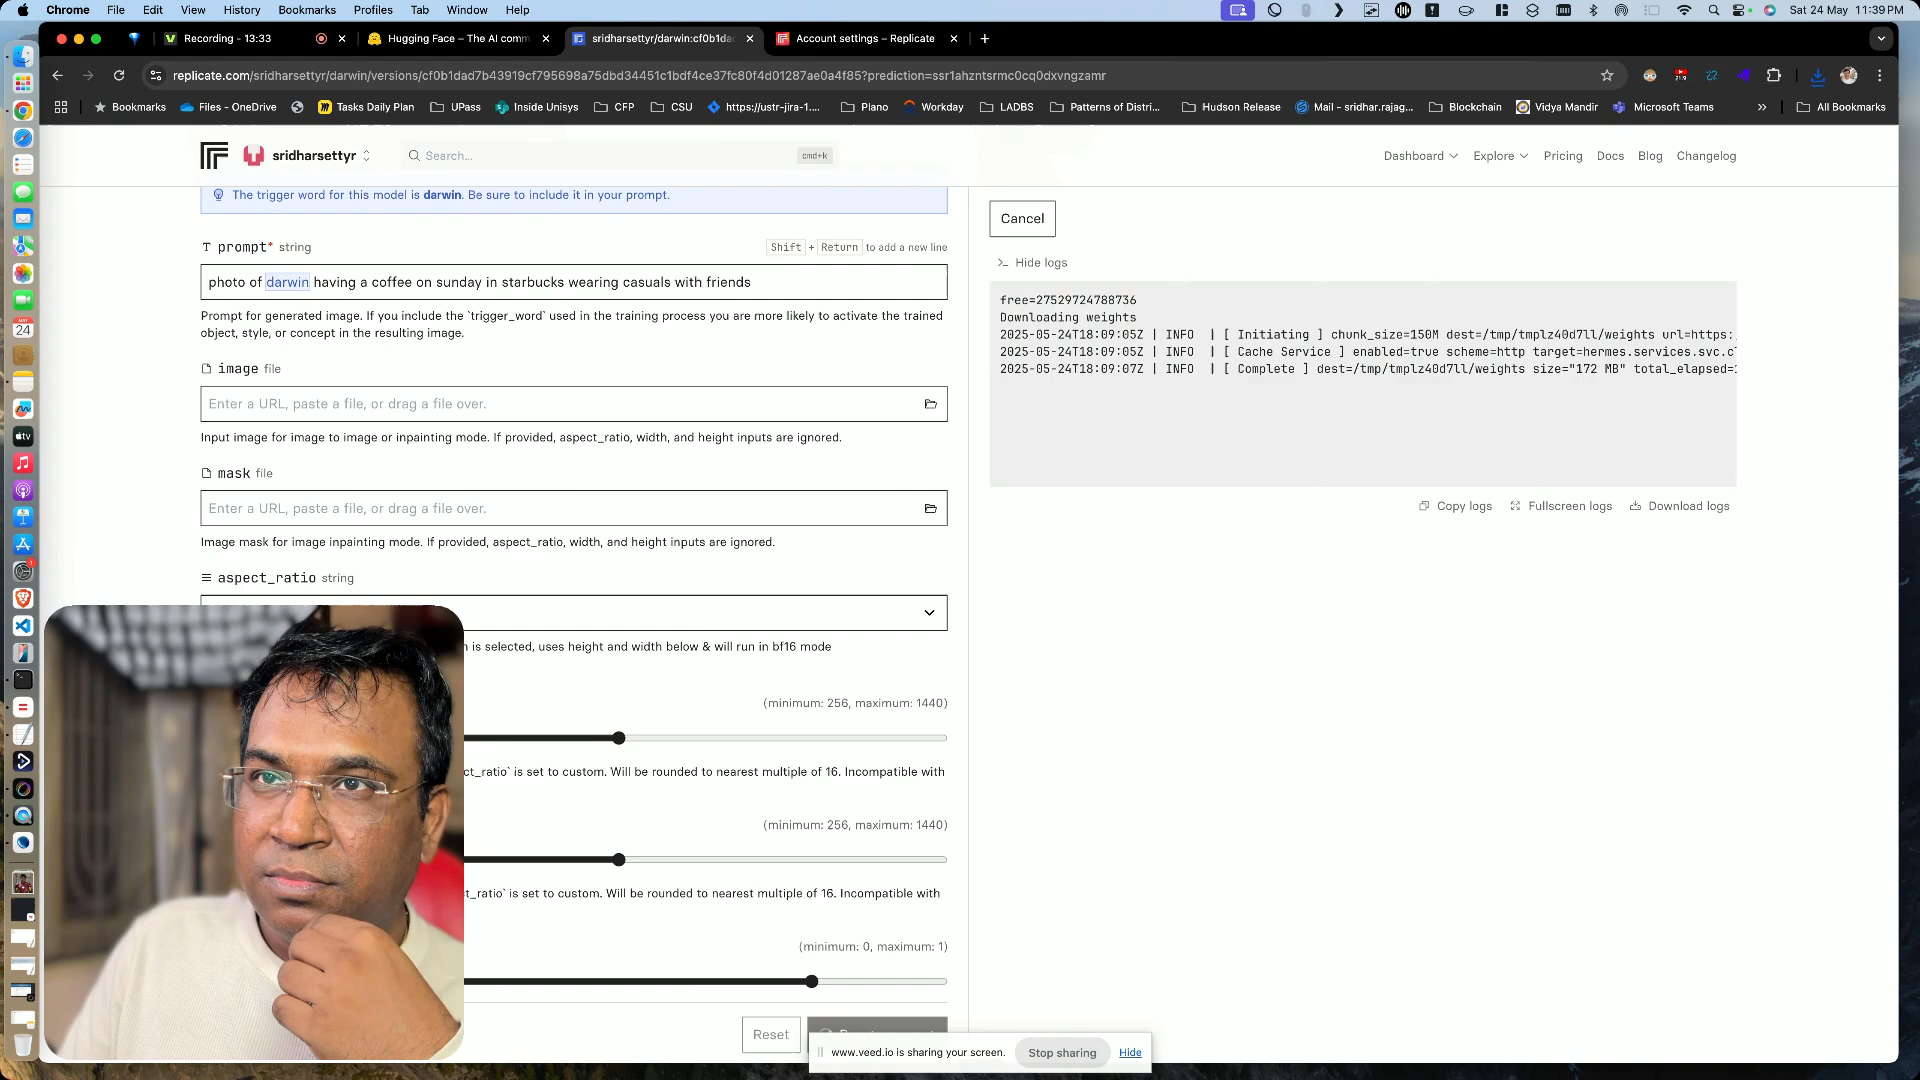 Chrome File Edit View History Bookmarks Profiles Tab Window Help Sat 24 May 11:39 PM
Recording - 13:33
Hugging Face – The AI comm
sridharsettyr/darwin:cf0b1da
Account settings – Replicate
replicate.com/sridharsettyr/darwin/versions/cf0b1dad7b43919cf795698a75dbd34451c1bdf4ce37fc80f4d01287ae0a4f85?prediction=ssr1ahzntsrmc0cq0dxvngzamr
Bookmarks Files - OneDrive Tasks Daily Plan UPass Inside Unisys CFP CSU https://ustr-jira-1.... Plano Workday LADBS Patterns of Distri... Hudson Release Mail - sridhar.rajag... Blockchain Vidya Mandir Microsoft Teams » All Bookmarks
sridharsettyr Search... cmd+k Dashboard Explore Pricing Docs Blog Changelog
The trigger word for this model is darwin. Be sure to include it in your prompt.
prompt* string Shift + Return to add a new line
photo of darwin having a coffee on sunday in starbucks wearing casuals with friends
Prompt for generated image. If you include the `trigger_word` used in the training process you are more likely to activate the trained
object, style, or concept in the resulting image.
image file
Enter a URL, paste a file, or drag a file over.
Input image for image to image or inpainting mode. If provided, aspect_ratio, width, and height inputs are ignored.
mask file
Enter a URL, paste a file, or drag a file over.
Image mask for image inpainting mode. If provided, aspect_ratio, width, and height inputs are ignored.
aspect_ratio string
is selected, uses height and width below & will run in bf16 mode
(minimum: 256, maximum: 1440)
ct_ratio` is set to custom. Will be rounded to nearest multiple of 16. Incompatible with
(minimum: 256, maximum: 1440)
ct_ratio` is set to custom. Will be rounded to nearest multiple of 16. Incompatible with
(minimum: 0, maximum: 1)
Reset
Cancel
Hide logs
free=27529724788736
Downloading weights
2025-05-24T18:09:05Z | INFO | [ Initiating ] chunk_size=150M dest=/tmp/tmplz40d7ll/weights url=https:
2025-05-24T18:09:05Z | INFO | [ Cache Service ] enabled=true scheme=http target=hermes.services.svc.c
2025-05-24T18:09:07Z | INFO | [ Complete ] dest=/tmp/tmplz40d7ll/weights size="172 MB" total_elapsed=
Copy logs Fullscreen logs Download logs
www.veed.io is sharing your screen. Stop sharing Hide